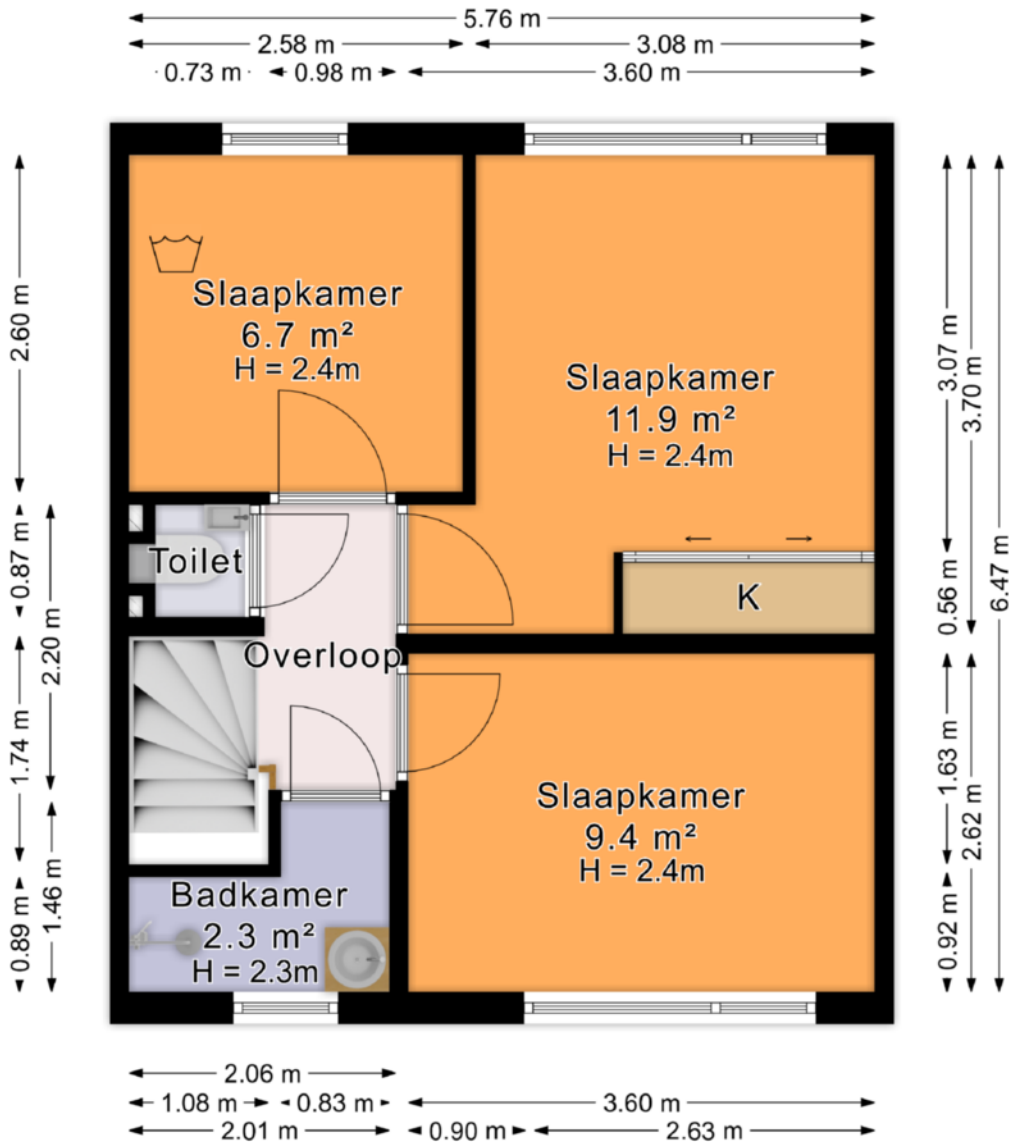 5.76 m
2.58 m
3.08 m
0.73 m
0.98 m
3.60 m
2.60 m
Slaapkamer
6.7 m²
H = 2.4m
Slaapkamer
11.9 m²
H = 2.4m
3.07 m
3.70 m
6.47 m
0.87 m
2.20 m
Toilet
K
0.56 m
Overloop
1.74 m
Slaapkamer
9.4 m²
H = 2.4m
1.63 m
2.62 m
0.89 m
1.46 m
Badkamer
2.3 m²
H = 2.3m
0.92 m
2.06 m
1.08 m
0.83 m
3.60 m
2.01 m
0.90 m
2.63 m